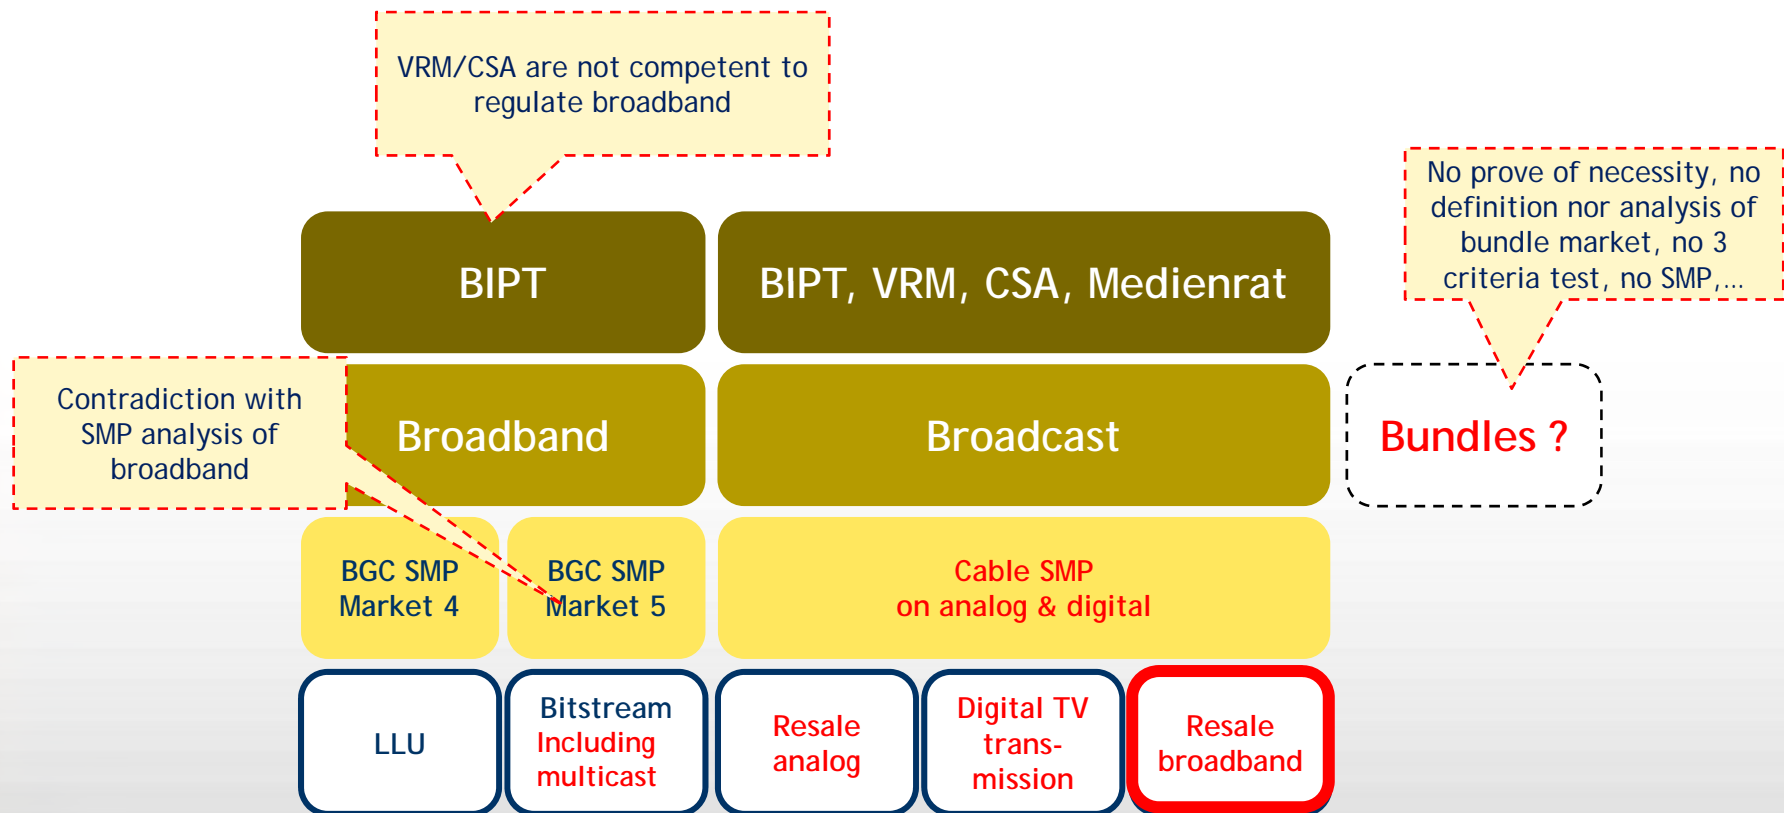 VRM/CSA are not competent to
regulate broadband
No prove of necessity, no
definition nor analysis of
bundle market, no 3
criteria test, no SMP,...
BIPT
BIPT, VRM, CSA, Medienrat
Contradiction with
SMP analysis of
broadband
Broadband
Broadcast
Bundles ?
BGC SMP
Market 4
BGC SMP
Market 5
Cable SMP
on analog & digital
LLU
Bitstream
Including
multicast
Resale
analog
Digital TV
trans-
mission
Resale
broadband